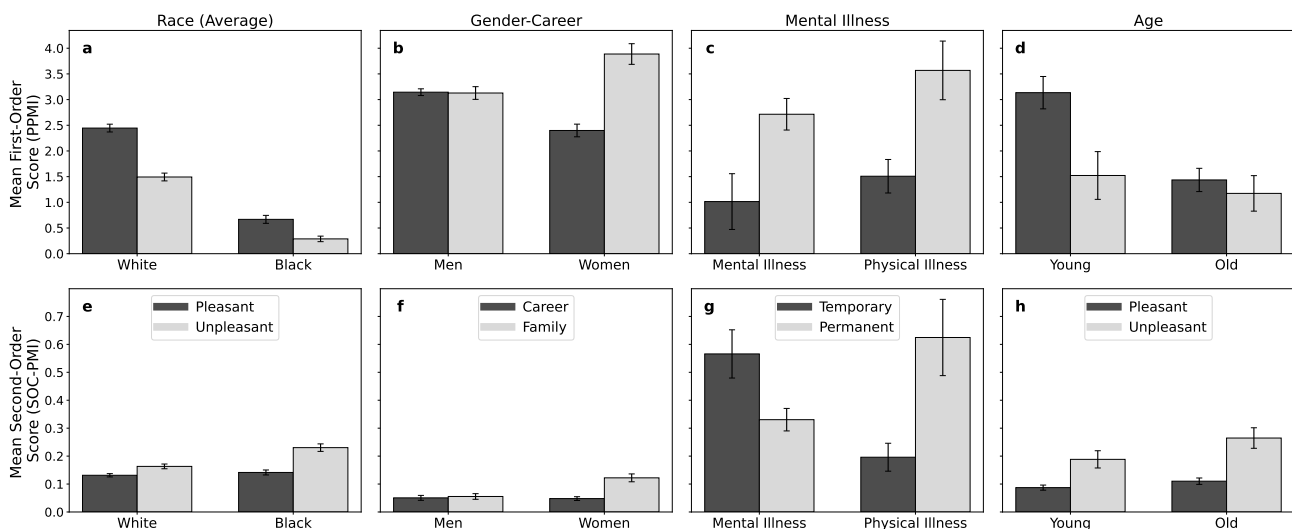 Race (Average)
Gender-Career
Mental Illness
Age
Mean First-Order
Score (PPMI)
a
b
c
d
4.0
3.5
3.0
2.5
2.0
1.5
1.0
0.5
0.0
White
Black
Men
Women
Mental Illness
Physical Illness
Young
Old
Mean Second-Order
Score (SOC-PMI)
e
Pleasant
Unpleasant
f
Career
Family
g
Temporary
Permanent
h
Pleasant
Unpleasant
0.7
0.6
0.5
0.4
0.3
0.2
0.1
0.0
White
Black
Men
Women
Mental Illness
Physical Illness
Young
Old